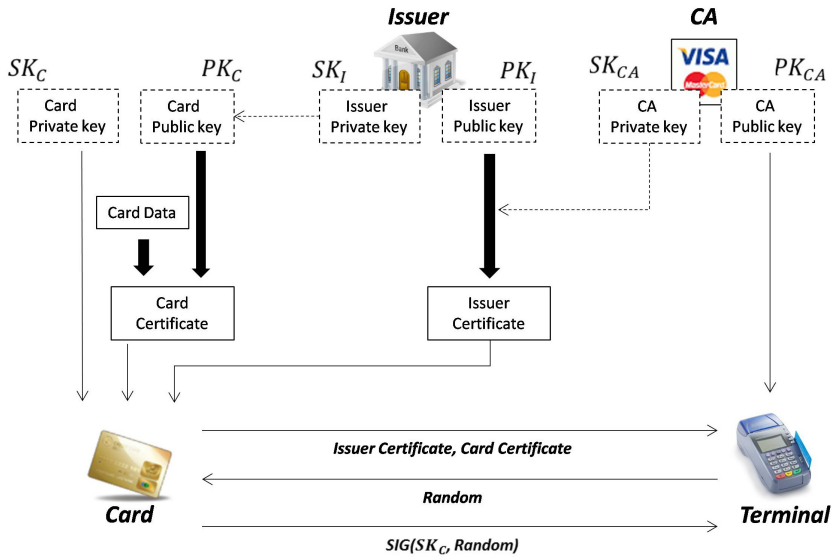 Issuer
CA
SK_C
PK_C
SK_I
PK_I
SK_CA
PK_CA
Bank
VISA
MasterCard
Card
Private key
Card
Public key
Issuer
Private key
Issuer
Public key
CA
Private key
CA
Public key
Card Data
Card
Certificate
Issuer
Certificate
Issuer Certificate, Card Certificate
Random
SIG(SK_C, Random)
Card
Terminal